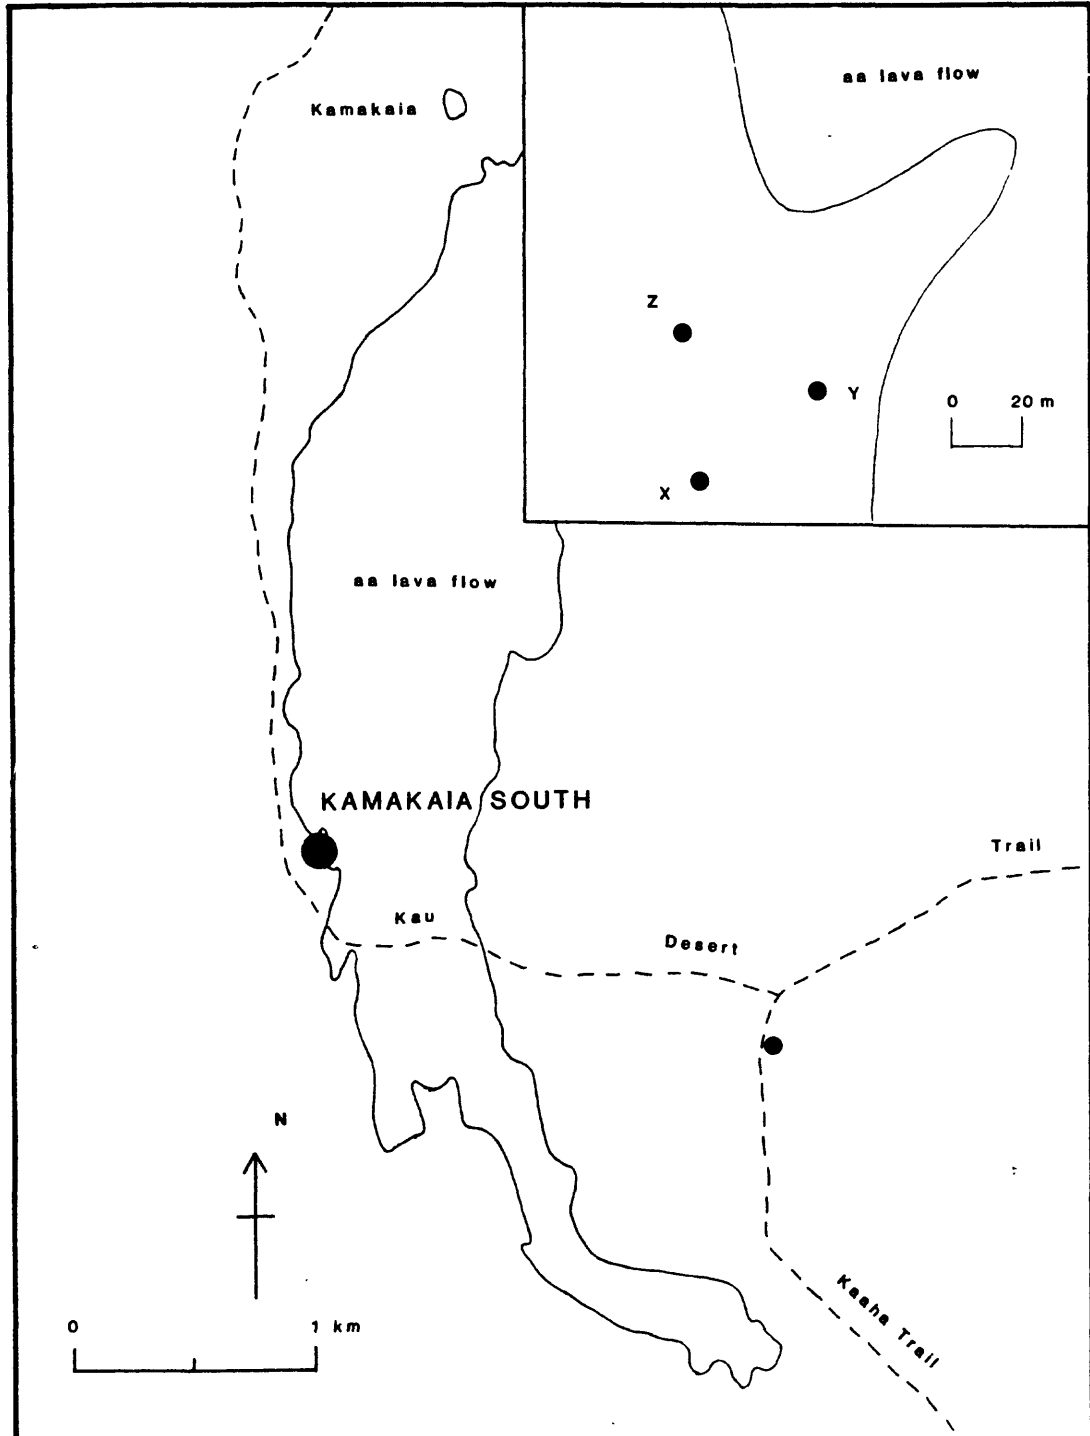 Kamakaia
aa lava flow
Z
Y
X
0 20 m
aa lava flow
KAMAKAIA SOUTH
Kau Desert Trail
N
0 1 km
Kaaha Trail